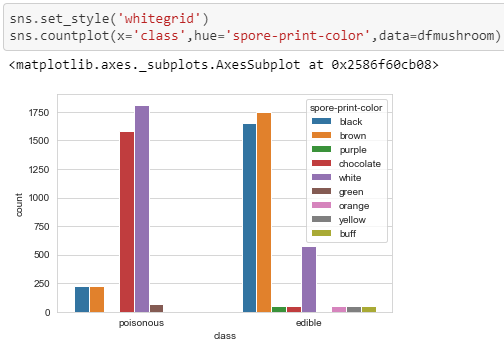 sns.set_style('whitegrid')
sns.countplot(x='class',hue='spore-print-color',data=dfmushroom)
<matplotlib.axes._subplots.AxesSubplot at 0x2586f60cb08>
spore-print-color
black
brown
purple
chocolate
white
green
orange
yellow
buff
1750
1500
1250
1000
750
500
250
0
count
poisonous edible
class